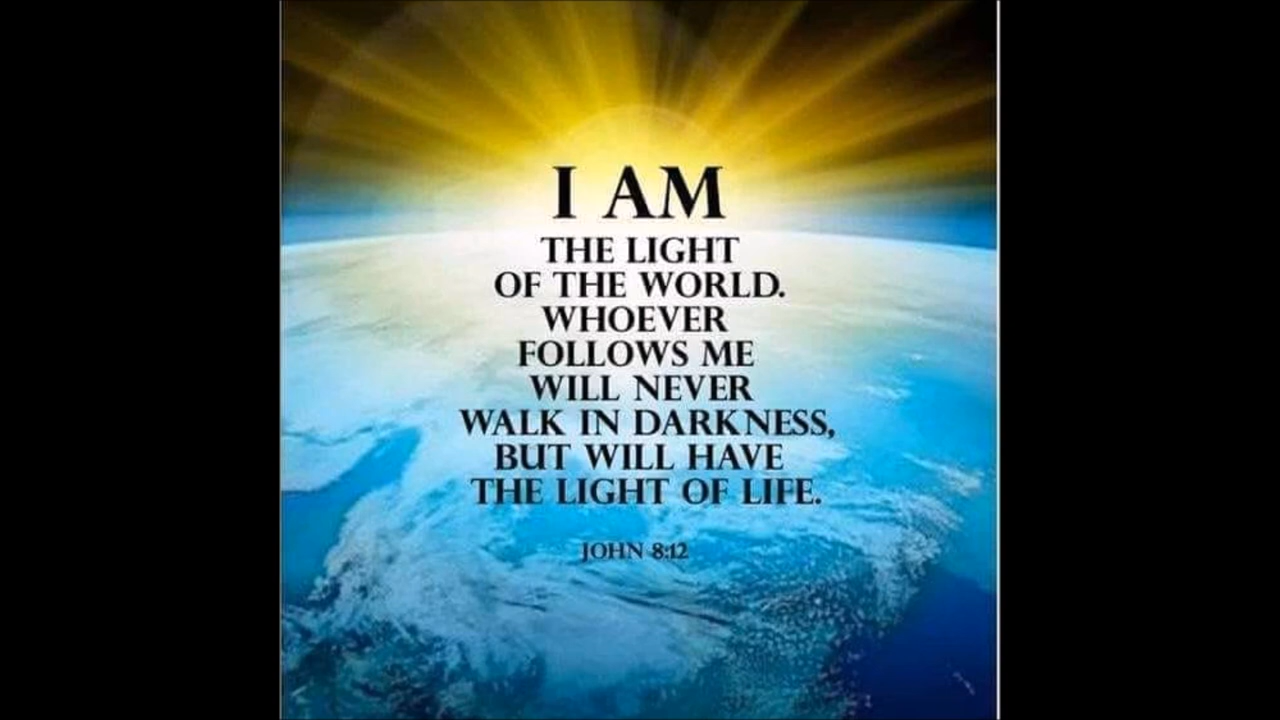 I AM
THE LIGHT
OF THE WORLD.
WHOEVER
FOLLOWS ME
WILL NEVER
WALK IN DARKNESS,
BUT WILL HAVE
THE LIGHT OF LIFE.
JOHN 8:12